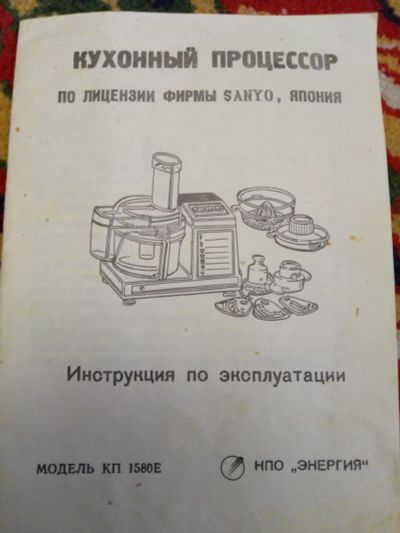 КУХОННЫЙ ПРОЦЕССОР
ПО ЛИЦЕНЗИИ ФИРМЫ SANYO, ЯПОНИЯ
Инструкция по эксплуатации
МОДЕЛЬ КП 1580Е
НПО „ЭНЕРГИЯ“